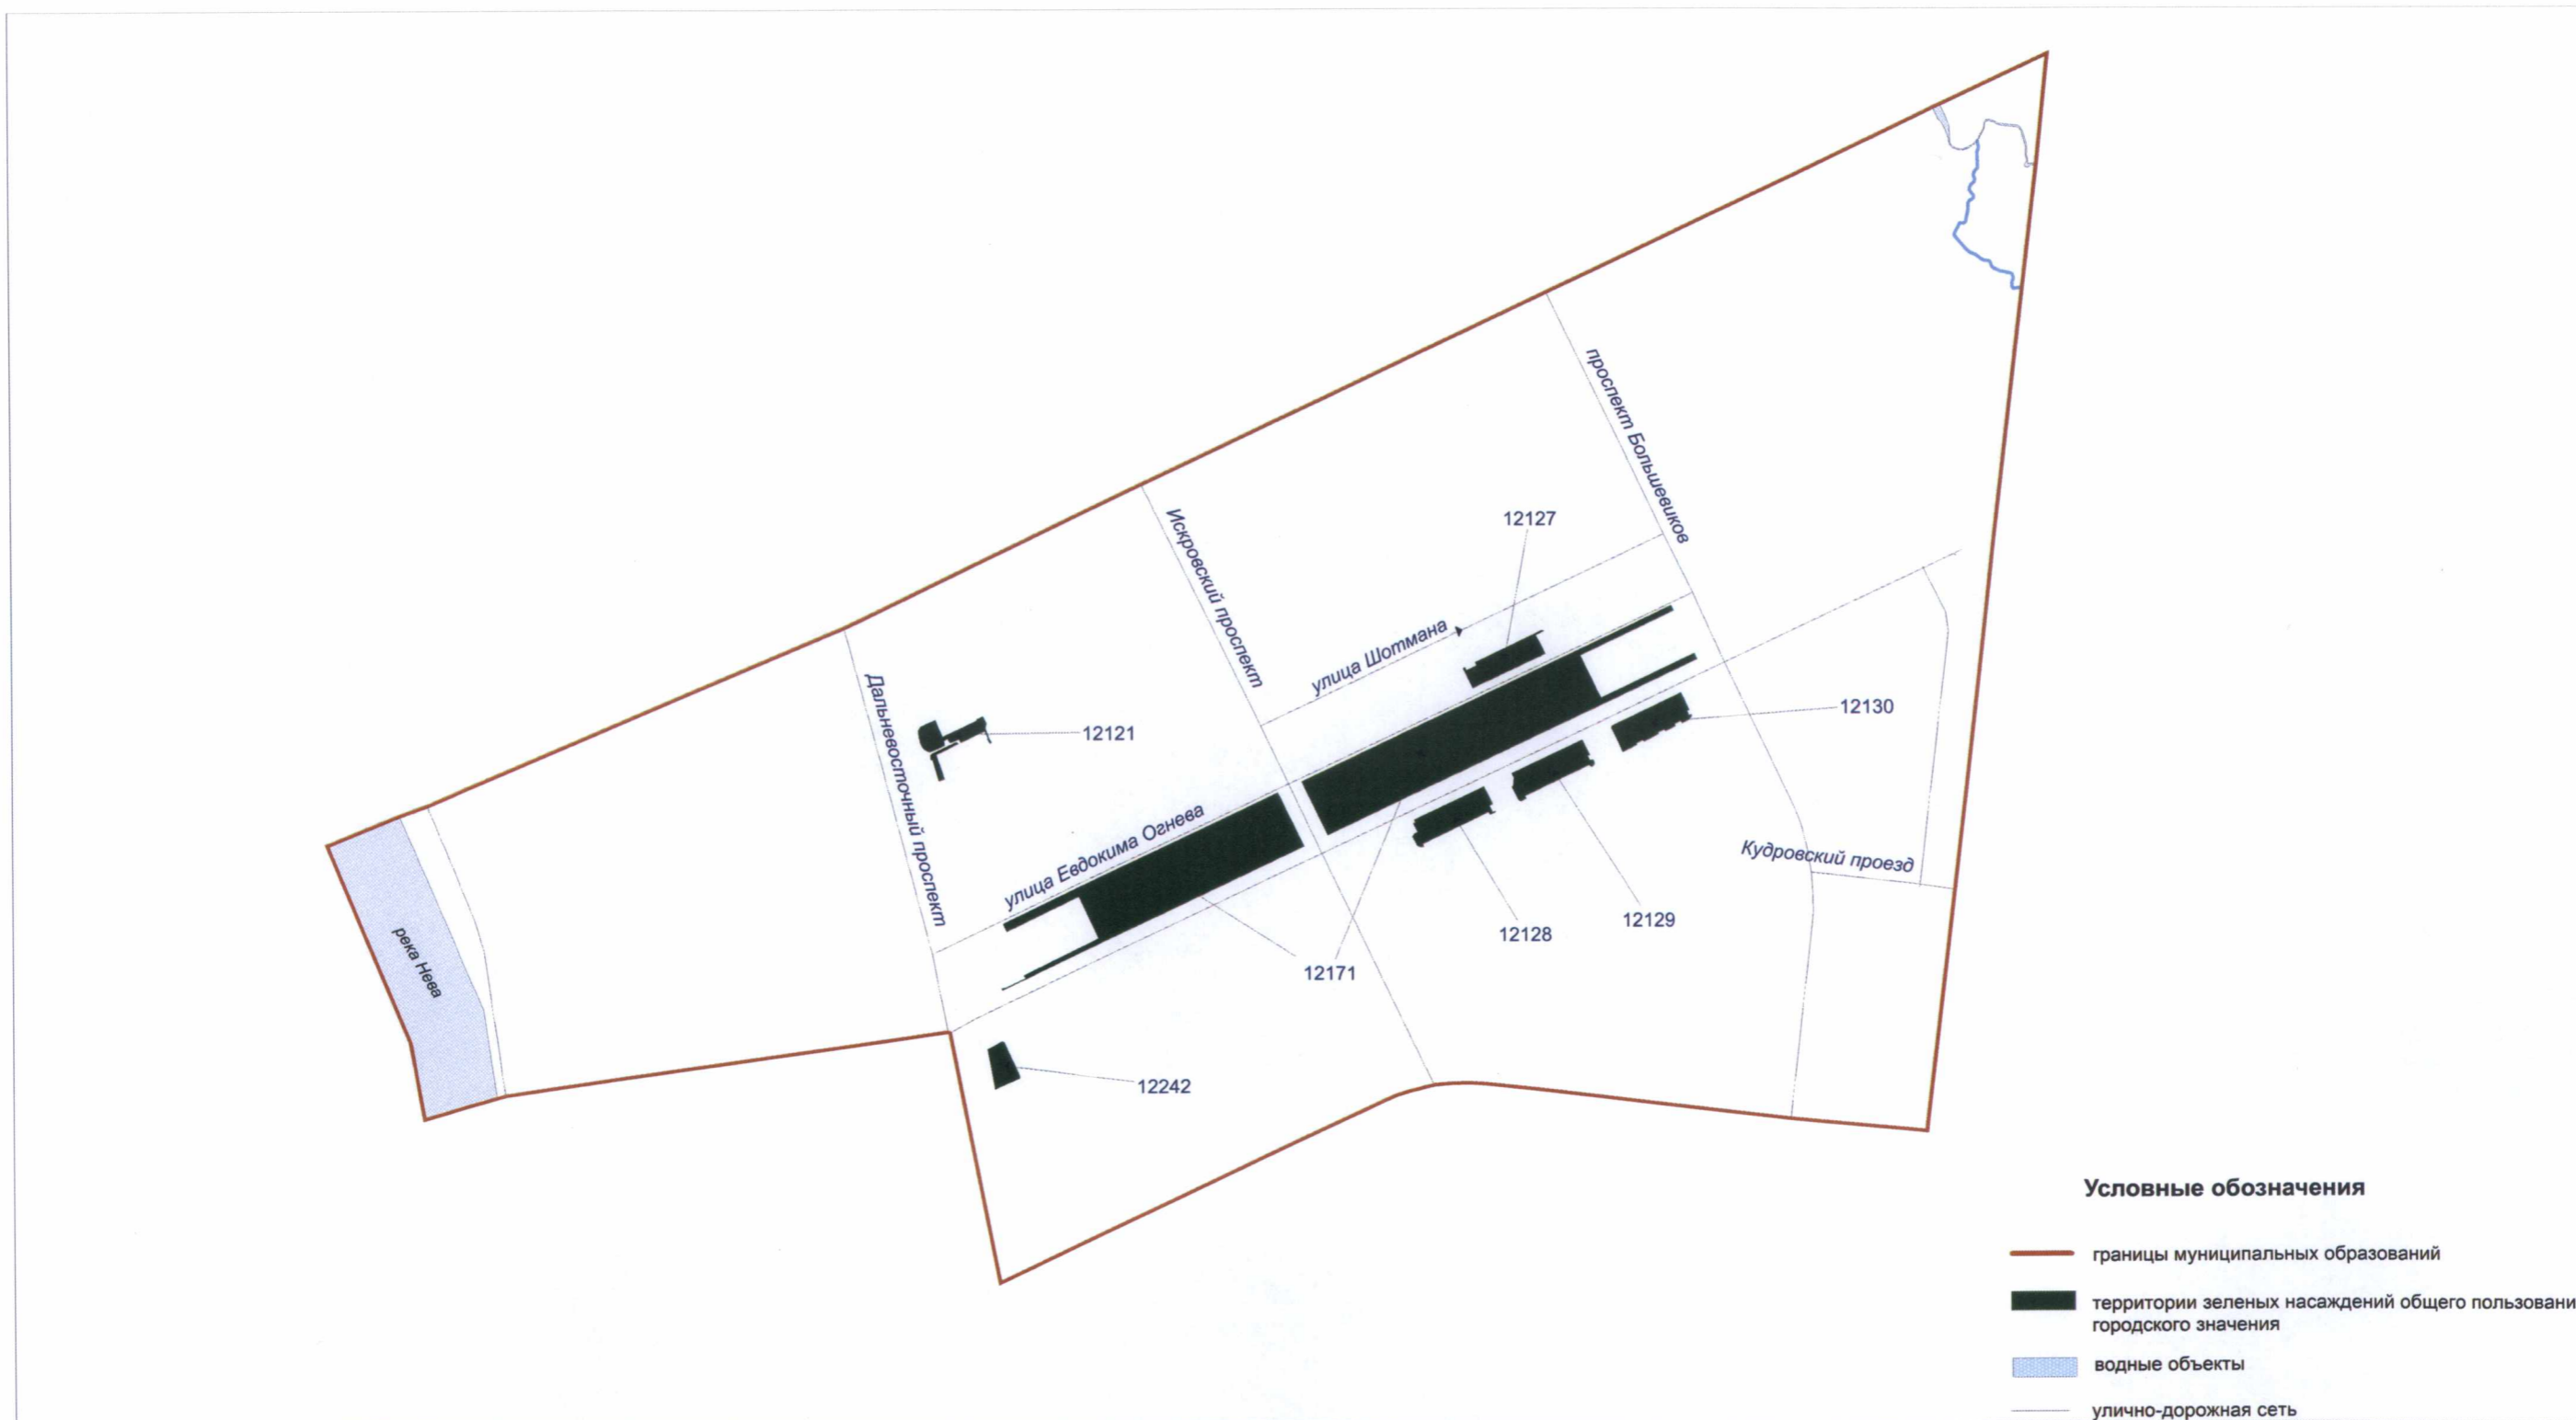 проспект Большевиков
Искровский проспект
12127
улица Шотмана
Дальневосточный проспект
12121
12130
улица Евдокима Огнева
Кудровский проезд
река Нева
12129
12128
12171
12242
Условные обозначения
границы муниципальных образований
территории зеленых насаждений общего пользовани
городского значения
водные объекты
улично-дорожная сеть